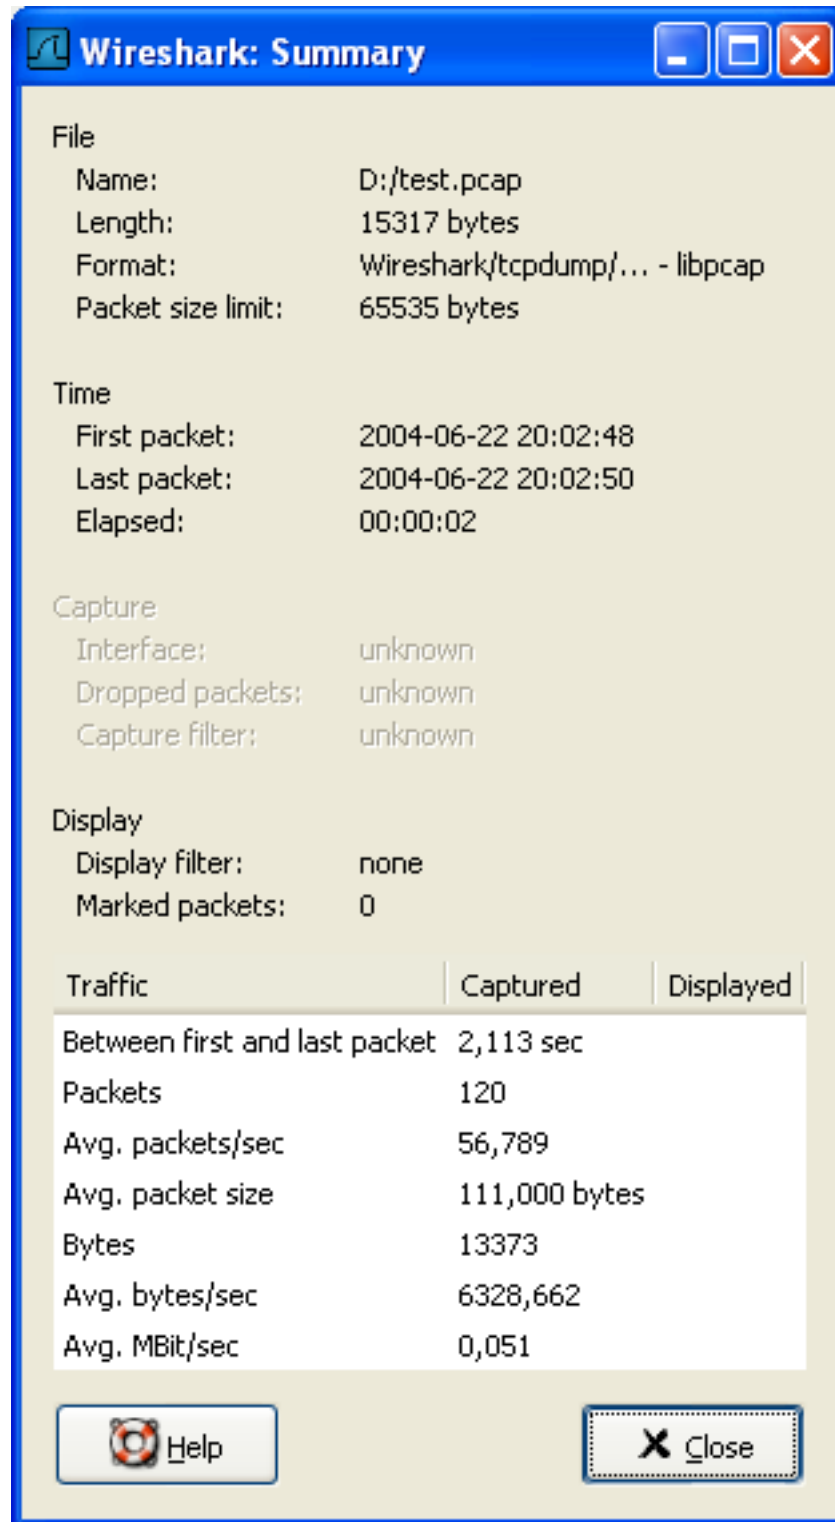 Wireshark: Summary
File
Name: D:/test.pcap
Length: 15317 bytes
Format: Wireshark/tcpdump/... - libpcap
Packet size limit: 65535 bytes
Time
First packet: 2004-06-22 20:02:48
Last packet: 2004-06-22 20:02:50
Elapsed: 00:00:02
Capture
Interface: unknown
Dropped packets: unknown
Capture filter: unknown
Display
Display filter: none
Marked packets: 0
Traffic Captured Displayed
Between first and last packet 2,113 sec
Packets 120
Avg. packets/sec 56,789
Avg. packet size 111,000 bytes
Bytes 13373
Avg. bytes/sec 6328,662
Avg. MBit/sec 0,051
Help Close